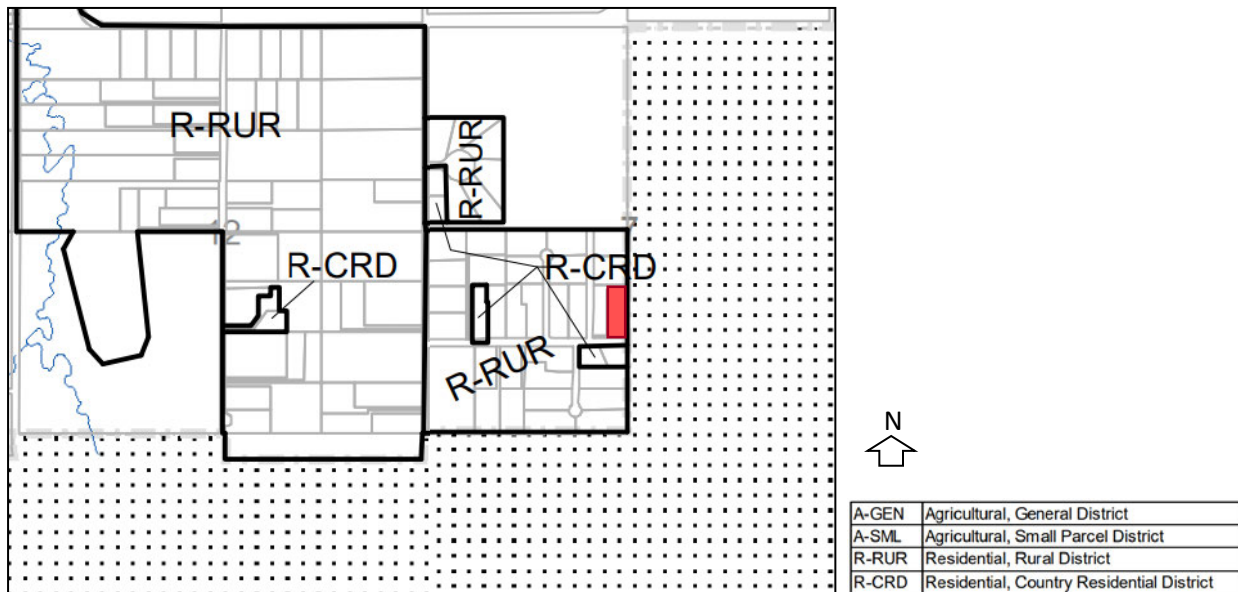 R-RUR
R-RUR
12
7
R-CRD
R-CRD
R-RUR
N
A-GEN Agricultural, General District
A-SML Agricultural, Small Parcel District
R-RUR Residential, Rural District
R-CRD Residential, Country Residential District